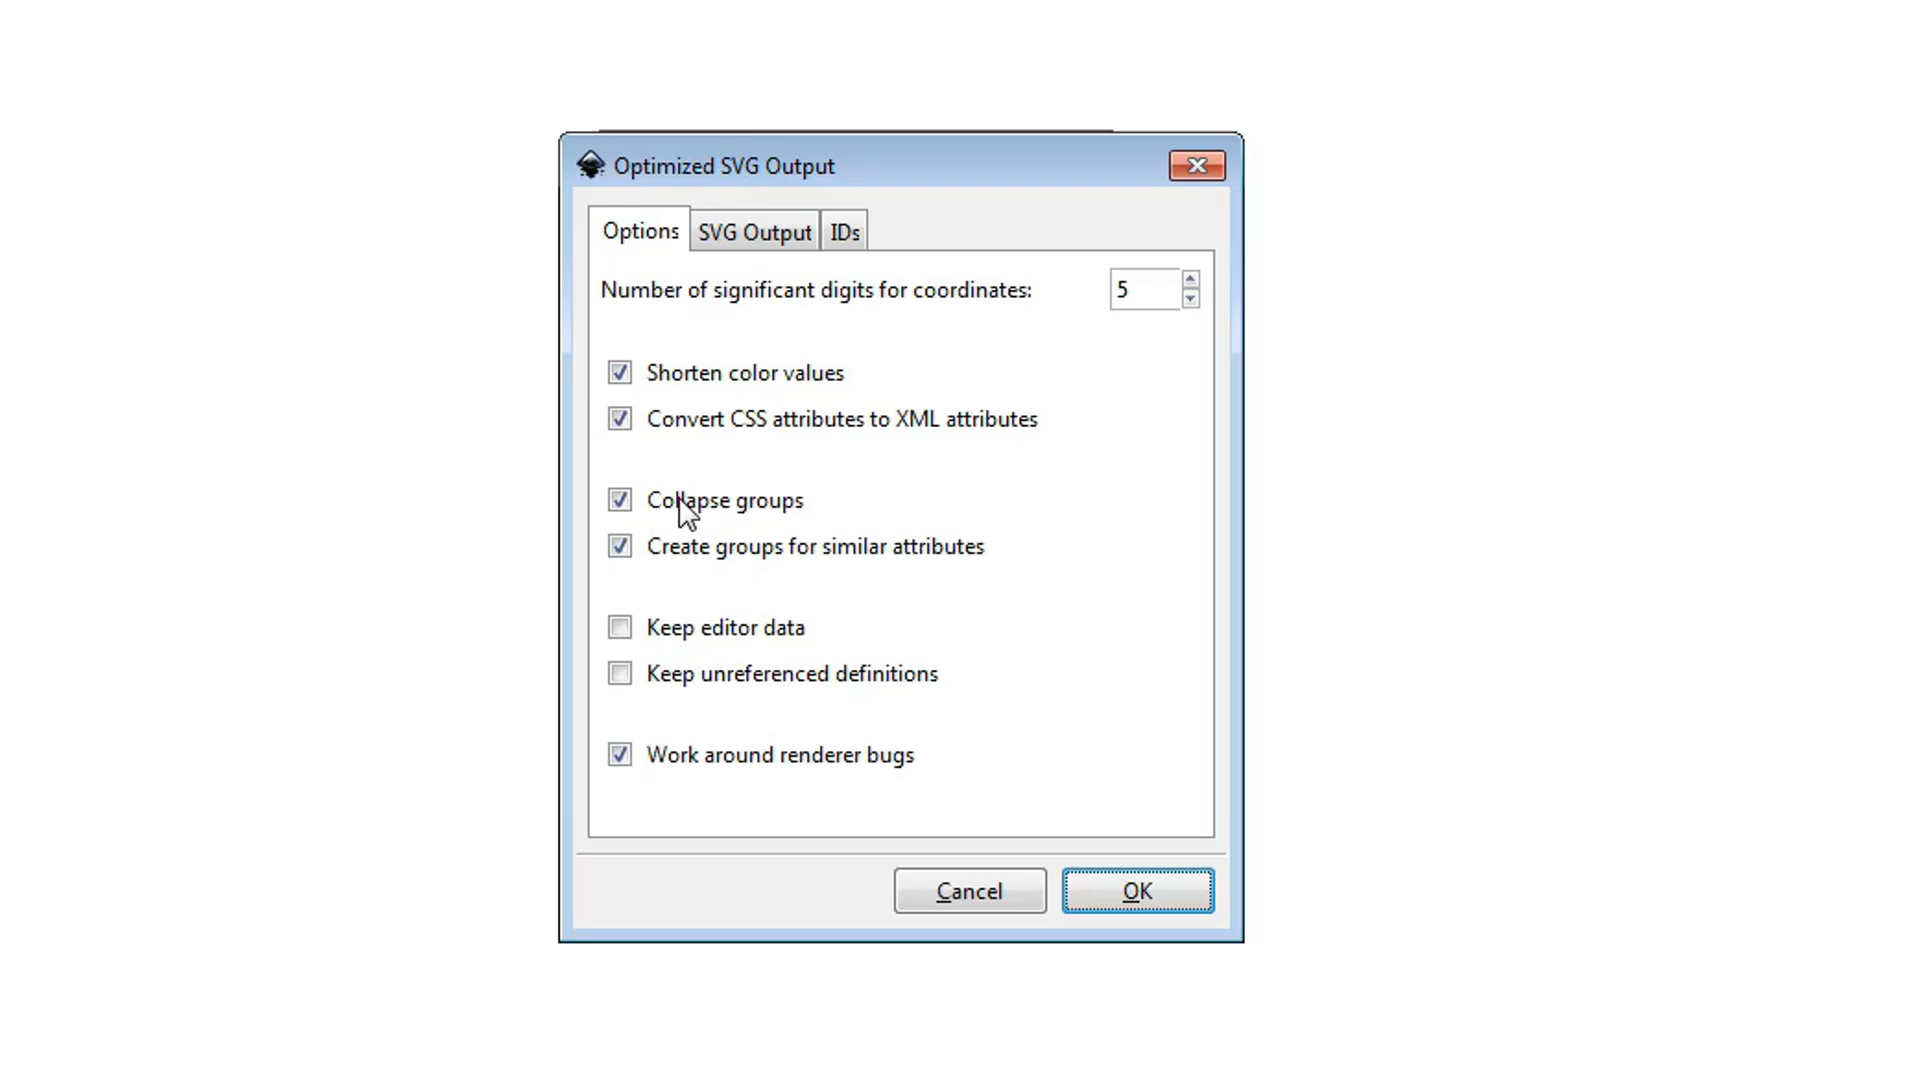 Optimized SVG Output
Options SVG Output IDs
Number of significant digits for coordinates: 5
Shorten color values
Convert CSS attributes to XML attributes
Collapse groups
Create groups for similar attributes
Keep editor data
Keep unreferenced definitions
Work around renderer bugs
Cancel OK